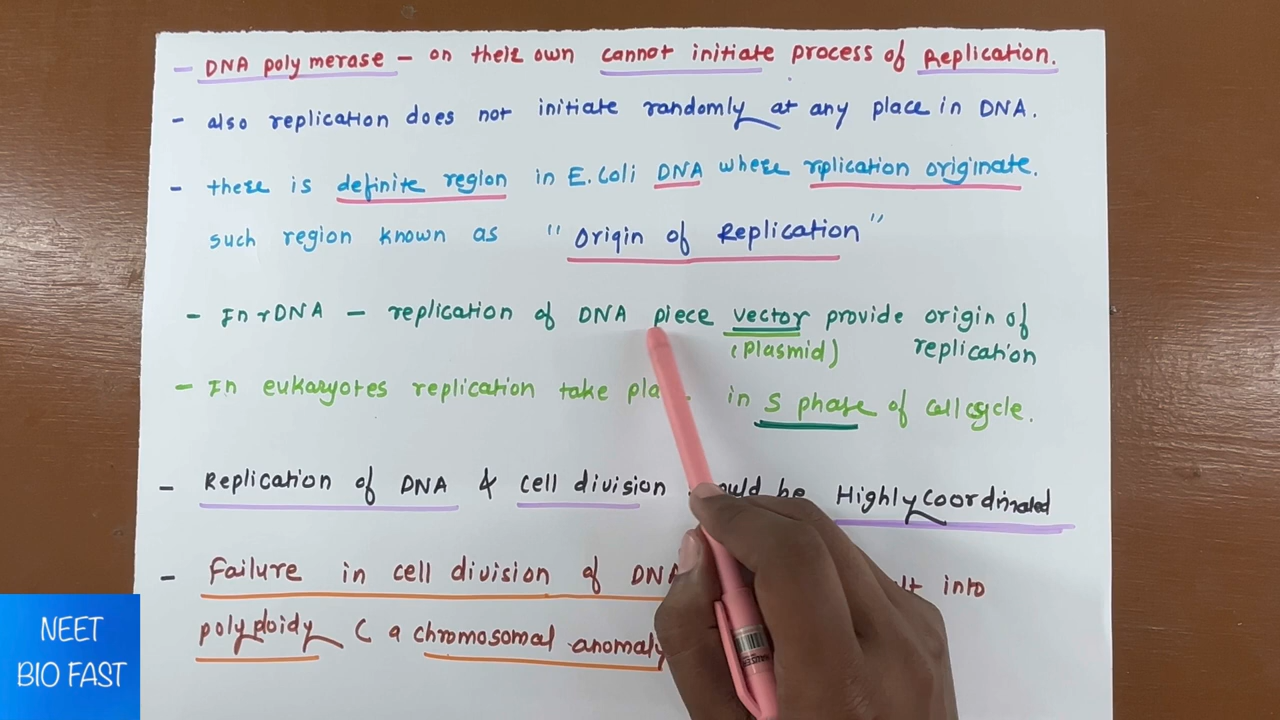 - DNA polymerase - on their own cannot initiate process of Replication.
- also replication does not initiate randomly at any place in DNA.
- there is definite region in E.Coli DNA where rplication originate.
such region known as "Origin of Replication"
- In rDNA - replication of DNA piece vector provide origin of
(Plasmid) replication
- In eukaryotes replication take in S phase of cell cycle.
- Replication of DNA & cell division be Highly coordinated
- Failure in cell division of DNA into
polyploidy ( a chromosomal anomaly
NEET
BIO FAST